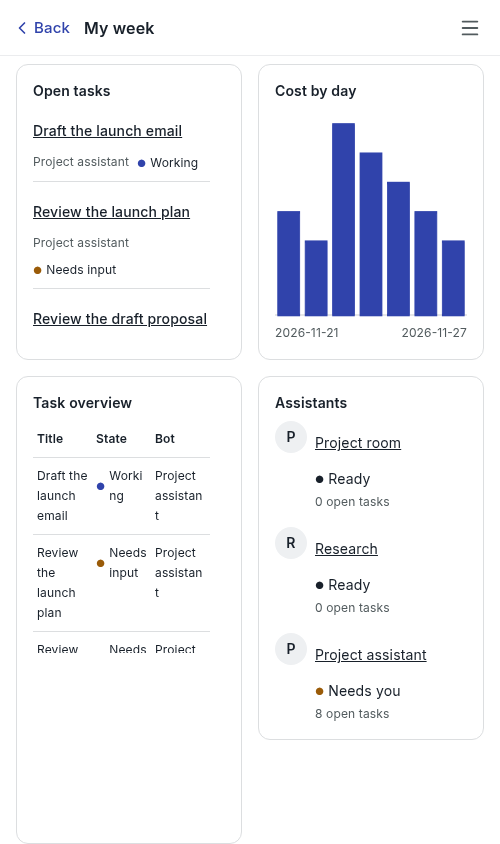 Back My week
Open tasks
Draft the launch email
Project assistant Working
Review the launch plan
Project assistant
Needs input
Review the draft proposal
Cost by day
2026-11-21 2026-11-27
Task overview
Title State Bot
Draft the Worki Project
launch ng assistan
email t
Review Needs Project
the input assistan
launch t
plan
Review Needs Project
Assistants
P Project room
Ready
0 open tasks
R Research
Ready
0 open tasks
P Project assistant
Needs you
8 open tasks